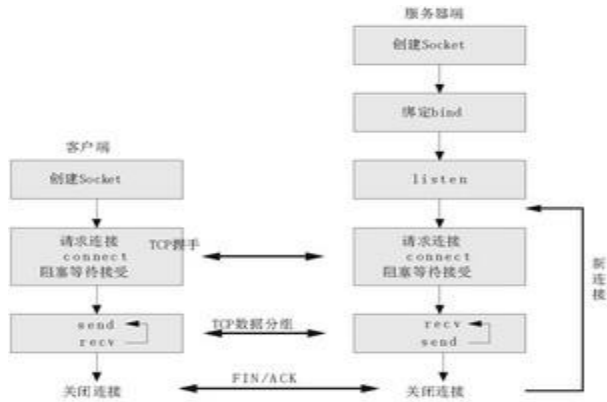 服务器端
创建Socket
绑定bind
客户端
创建Socket
listen
请求连接
connect
阻塞等待接受
TCP握手
请求连接
connect
阻塞等待接受
新连接
send
recv
TCP数据分组
recv
send
关闭连接
FIN/ACK
关闭连接